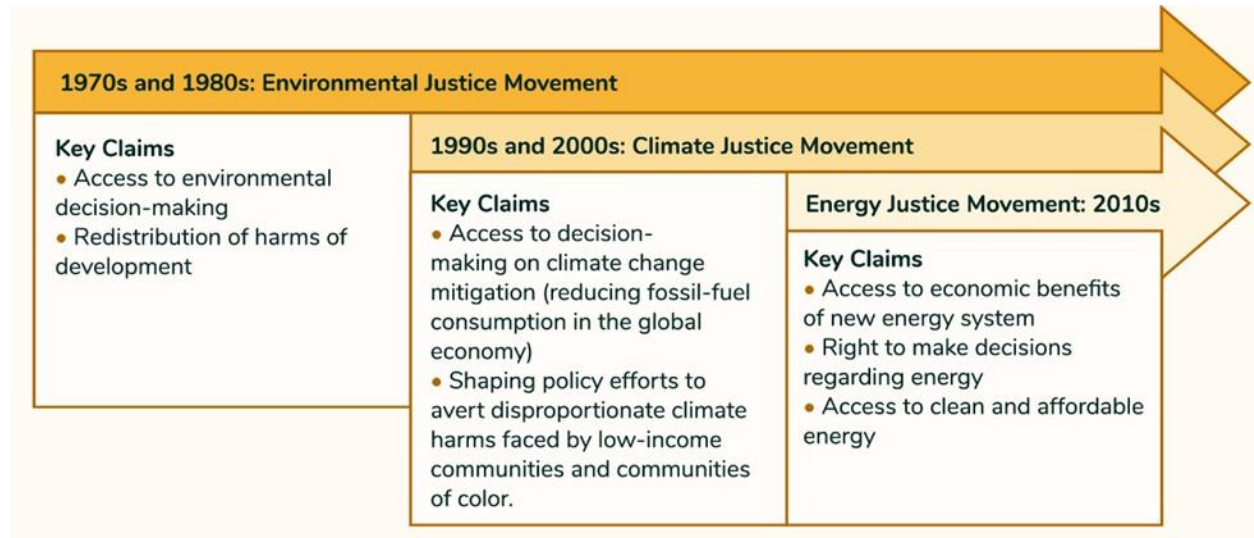 1970s and 1980s: Environmental Justice Movement
Key Claims
• Access to environmental
decision-making
• Redistribution of harms of
development
1990s and 2000s: Climate Justice Movement
Key Claims
• Access to decision-
making on climate change
mitigation (reducing fossil-fuel
consumption in the global
economy)
• Shaping policy efforts to
avert disproportionate climate
harms faced by low-income
communities and communities
of color.
Energy Justice Movement: 2010s
Key Claims
• Access to economic benefits
of new energy system
• Right to make decisions
regarding energy
• Access to clean and affordable
energy